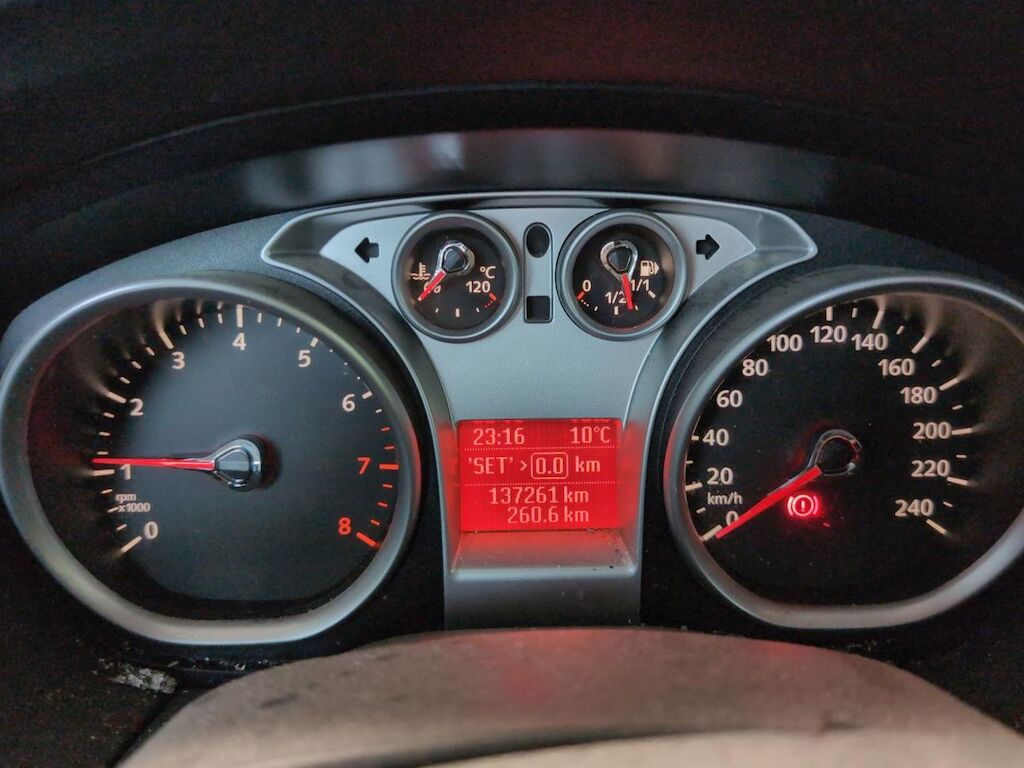 60 120 °C
0 1/2 1/1
0 1 2 3 4 5 6 7 8
rpm
x1000
23:16 10°C
'SET' > 0.0 km
137261 km
260.6 km
0 20 40 60 80 100 120 140 160 180 200 220 240
km/h